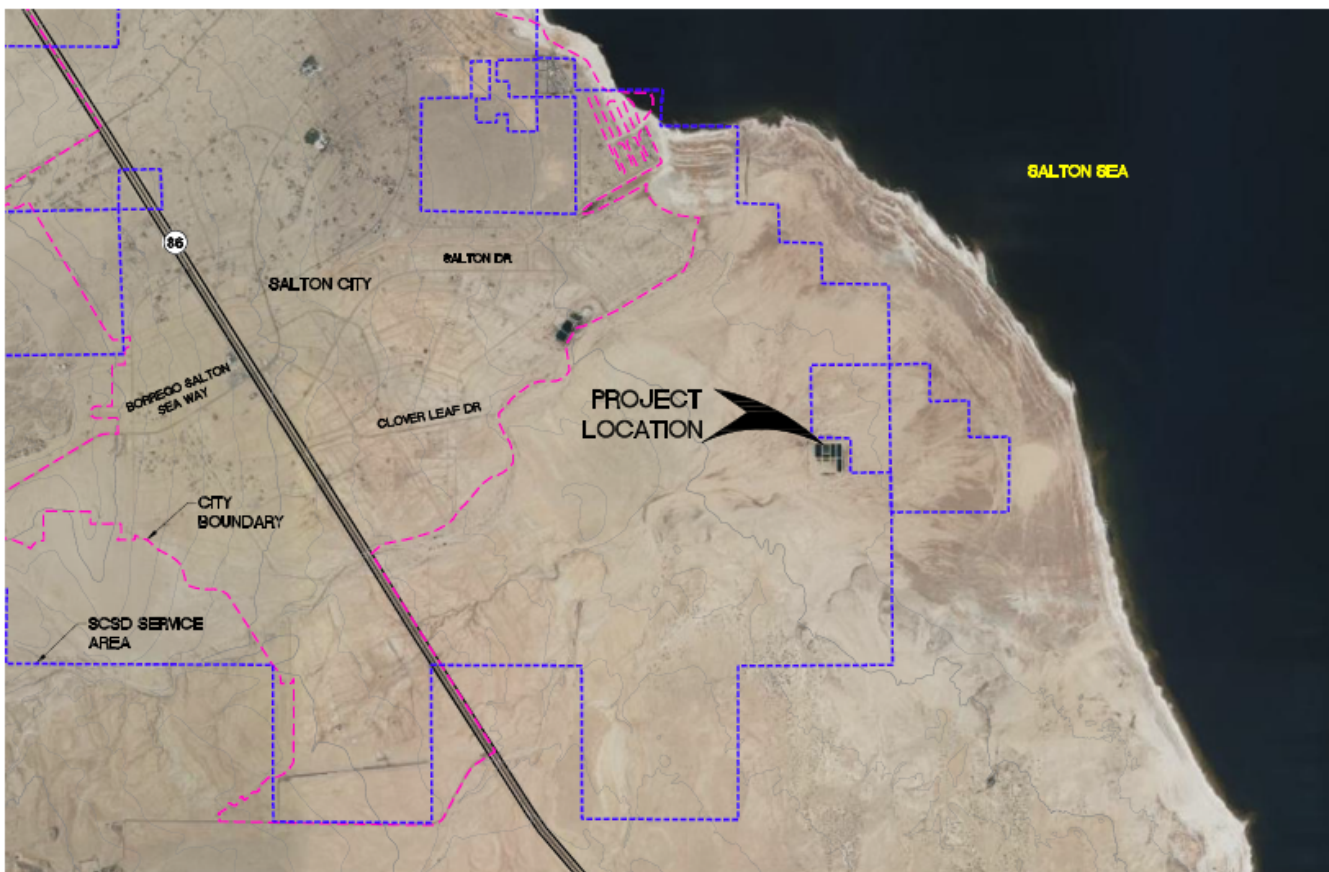 SALTON SEA
86
SALTON DR
SALTON CITY
BORREGO SALTON
SEA WAY
CLOVER LEAF DR
PROJECT
LOCATION
CITY
BOUNDARY
SCSD SERVICE
AREA